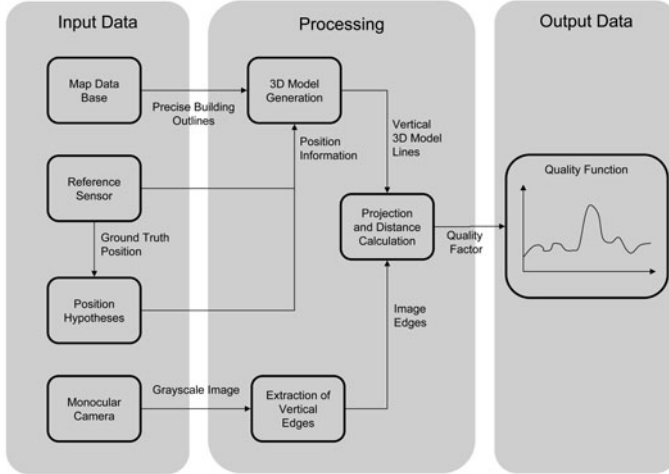 Input Data
Processing
Output Data
Map Data
Base
Precise Building
Outlines
3D Model
Generation
Position
Information
Vertical
3D Model
Lines
Reference
Sensor
Ground Truth
Position
Position
Hypotheses
Projection
and Distance
Calculation
Quality
Factor
Quality Function
Image
Edges
Monocular
Camera
Grayscale Image
Extraction of
Vertical
Edges